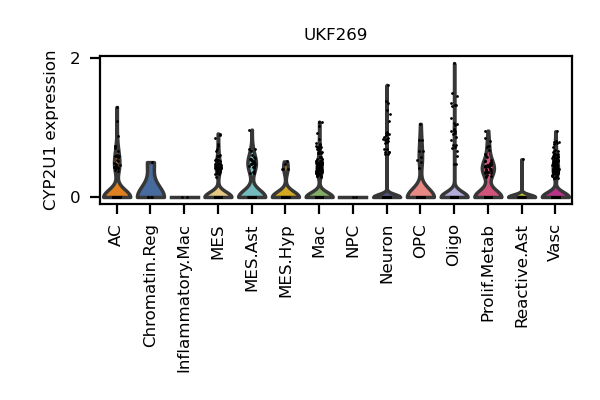 UKF269
CYP2U1 expression
2
0
AC
Chromatin.Reg
Inflammatory.Mac
MES
MES.Ast
MES.Hyp
Mac
NPC
Neuron
OPC
Oligo
Prolif.Metab
Reactive.Ast
Vasc